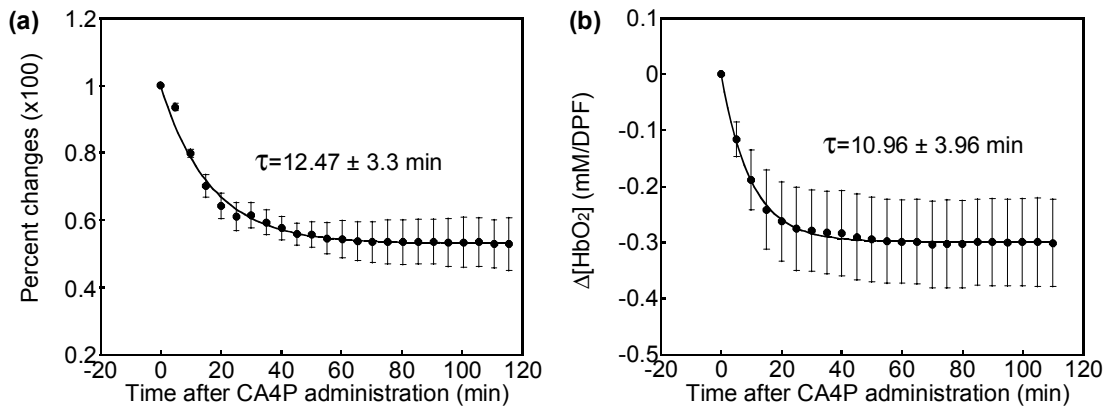 (a)
1.2
1
0.8
0.6
0.4
0.2
Percent changes (x100)
τ=12.47 ± 3.3 min
-20 0 20 40 60 80 100 120
Time after CA4P administration (min)
(b)
0
-0.1
-0.2
-0.3
-0.4
-0.5
Δ[HbO₂] (mM/DPF)
τ=10.96 ± 3.96 min
-20 0 20 40 60 80 100 120
Time after CA4P administration (min)